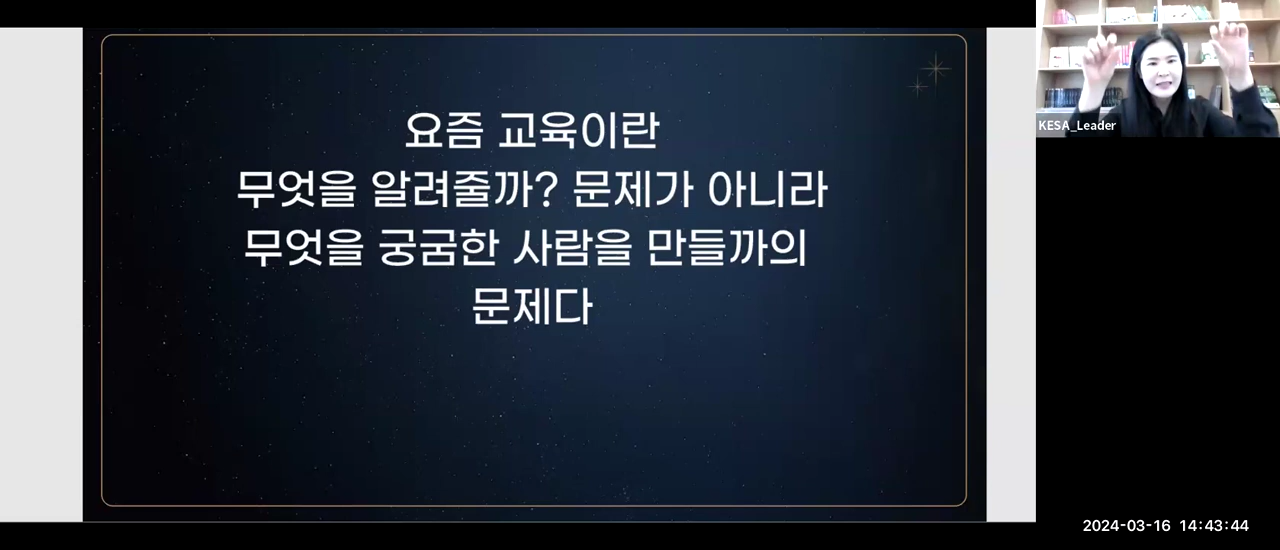 요즘 교육이란
무엇을 알려줄까? 문제가 아니라
무엇을 궁굼한 사람을 만들까의
문제다
KESA_Leader
2024-03-16 14:43:44